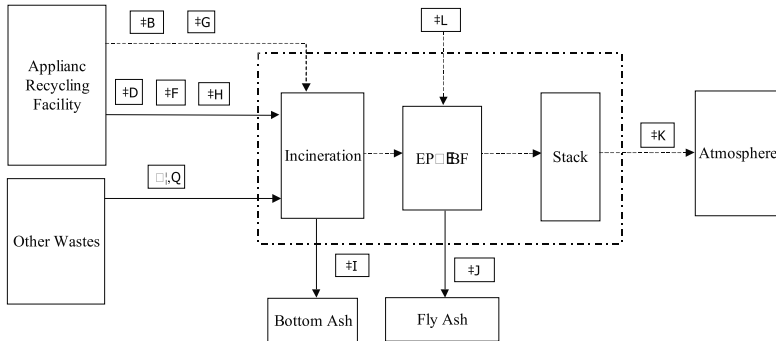 ‡B
‡G
‡L
Applianc
Recycling
Facility
‡D
‡F
‡H
Incineration
Stack
‡K
Atmosphere
Other Wastes
‡I
‡J
Bottom Ash
Fly Ash